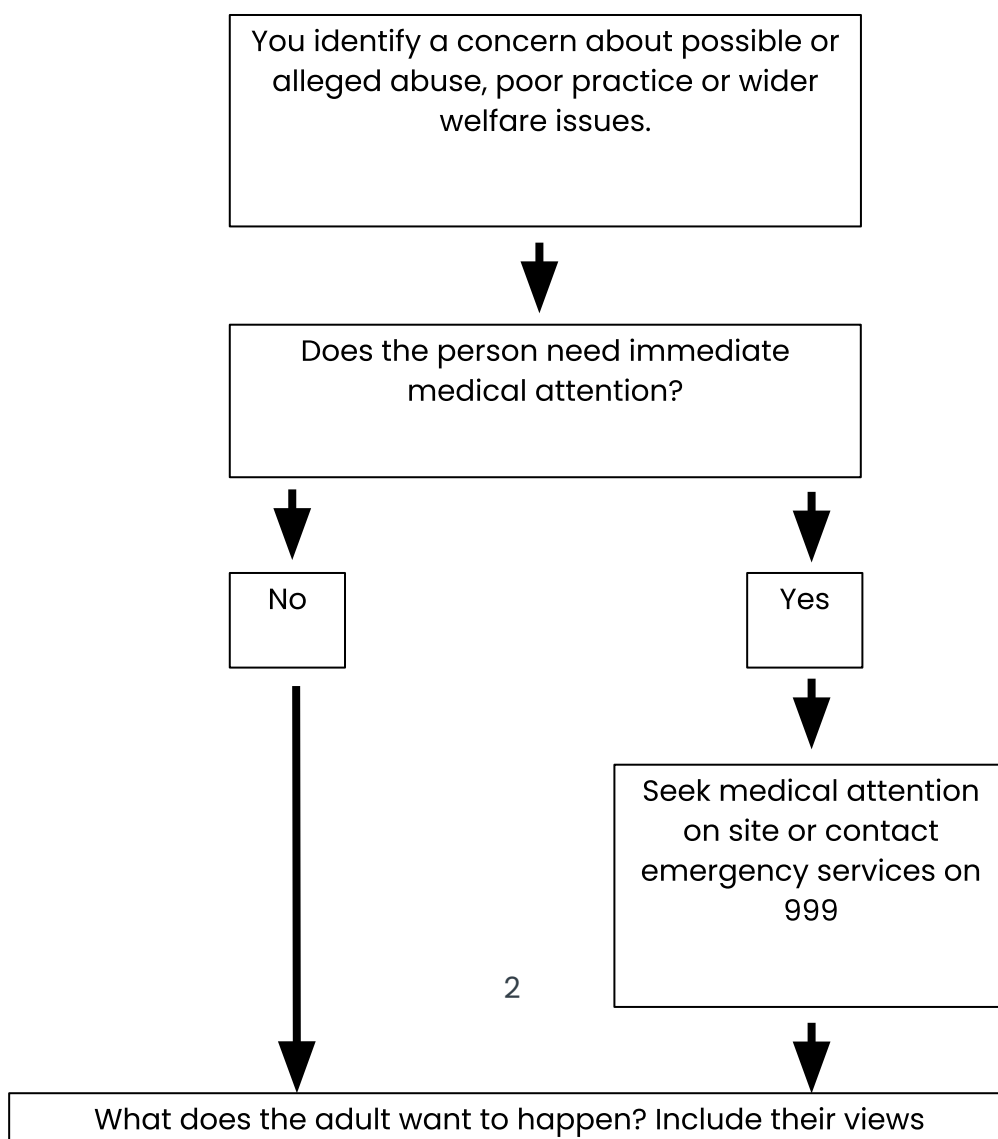 You identify a concern about possible or
alleged abuse, poor practice or wider
welfare issues.
Does the person need immediate
medical attention?
No
Yes
Seek medical attention
on site or contact
emergency services on
999
2
What does the adult want to happen? Include their views